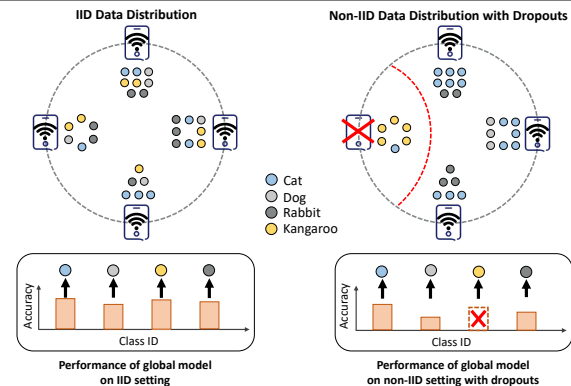 IID Data Distribution
Non-IID Data Distribution with Dropouts
Cat
Dog
Rabbit
Kangaroo
Accuracy
Class ID
Accuracy
Class ID
Performance of global model
on IID setting
Performance of global model
on non-IID setting with dropouts